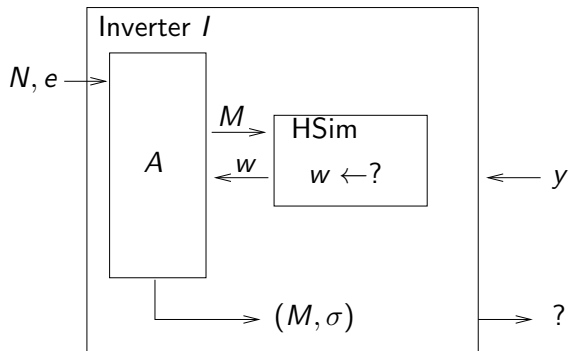 Inverter I
N, e
M
HSim
A
w
w ←?
y
(M, σ)
?